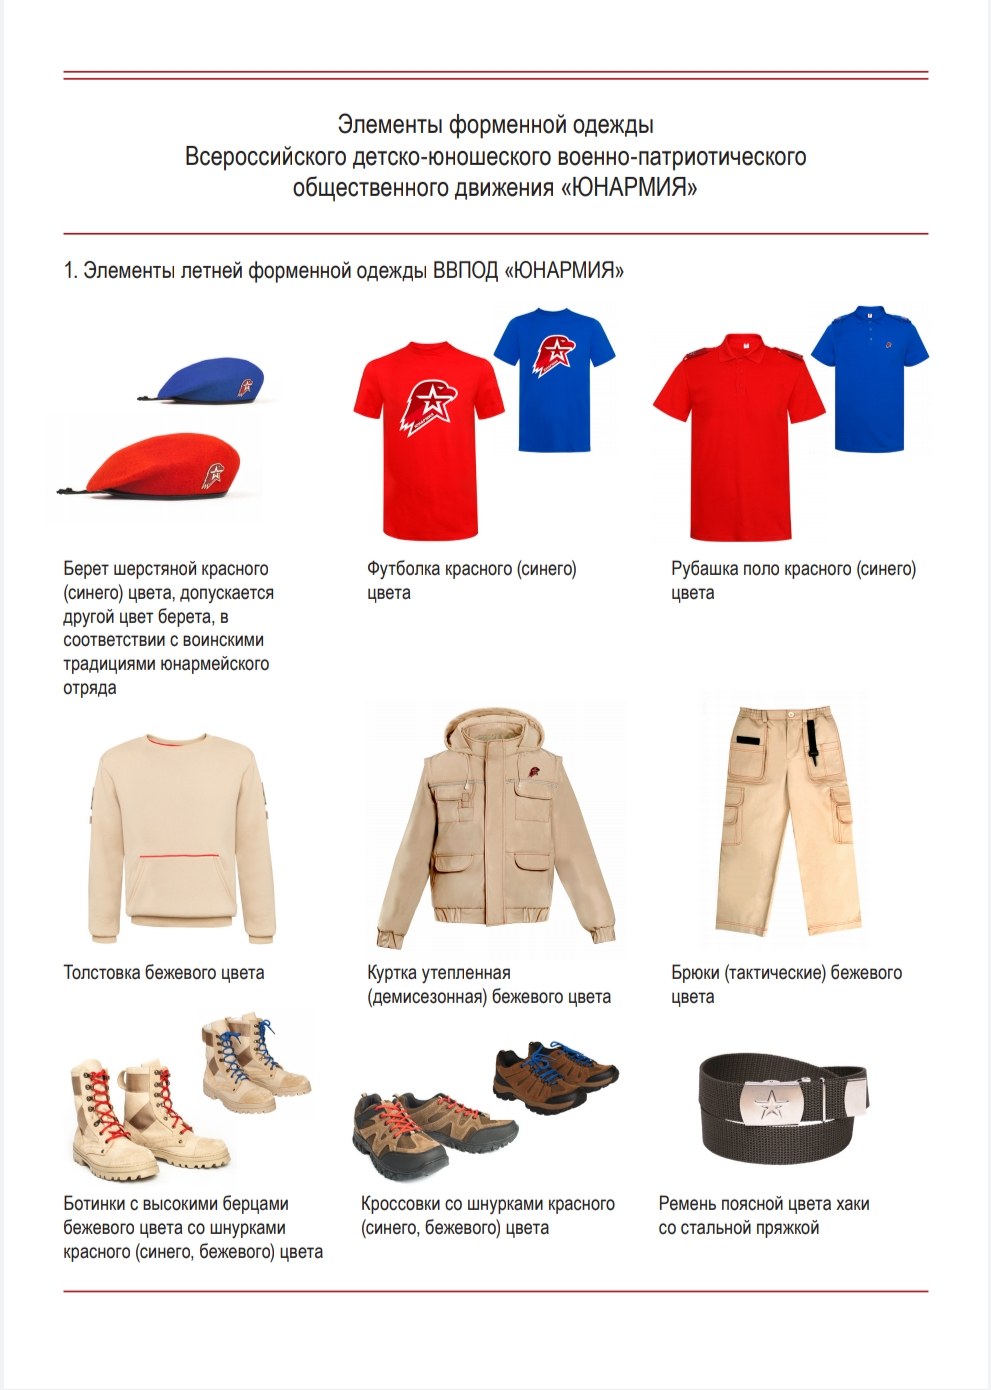 Элементы форменной одежды
Всероссийского детско-юношеского военно-патриотического
общественного движения «ЮНАРМИЯ»
1. Элементы летней форменной одежды ВВПОД «ЮНАРМИЯ»
Берет шерстяной красного
(синего) цвета, допускается
другой цвет берета, в
соответствии с воинскими
традициями юнармейского
отряда
Футболка красного (синего)
цвета
Рубашка поло красного (синего)
цвета
Толстовка бежевого цвета
Куртка утепленная
(демисезонная) бежевого цвета
Брюки (тактические) бежевого
цвета
Ботинки с высокими берцами
бежевого цвета со шнурками
красного (синего, бежевого) цвета
Кроссовки со шнурками красного
(синего, бежевого) цвета
Ремень поясной цвета хаки
со стальной пряжкой